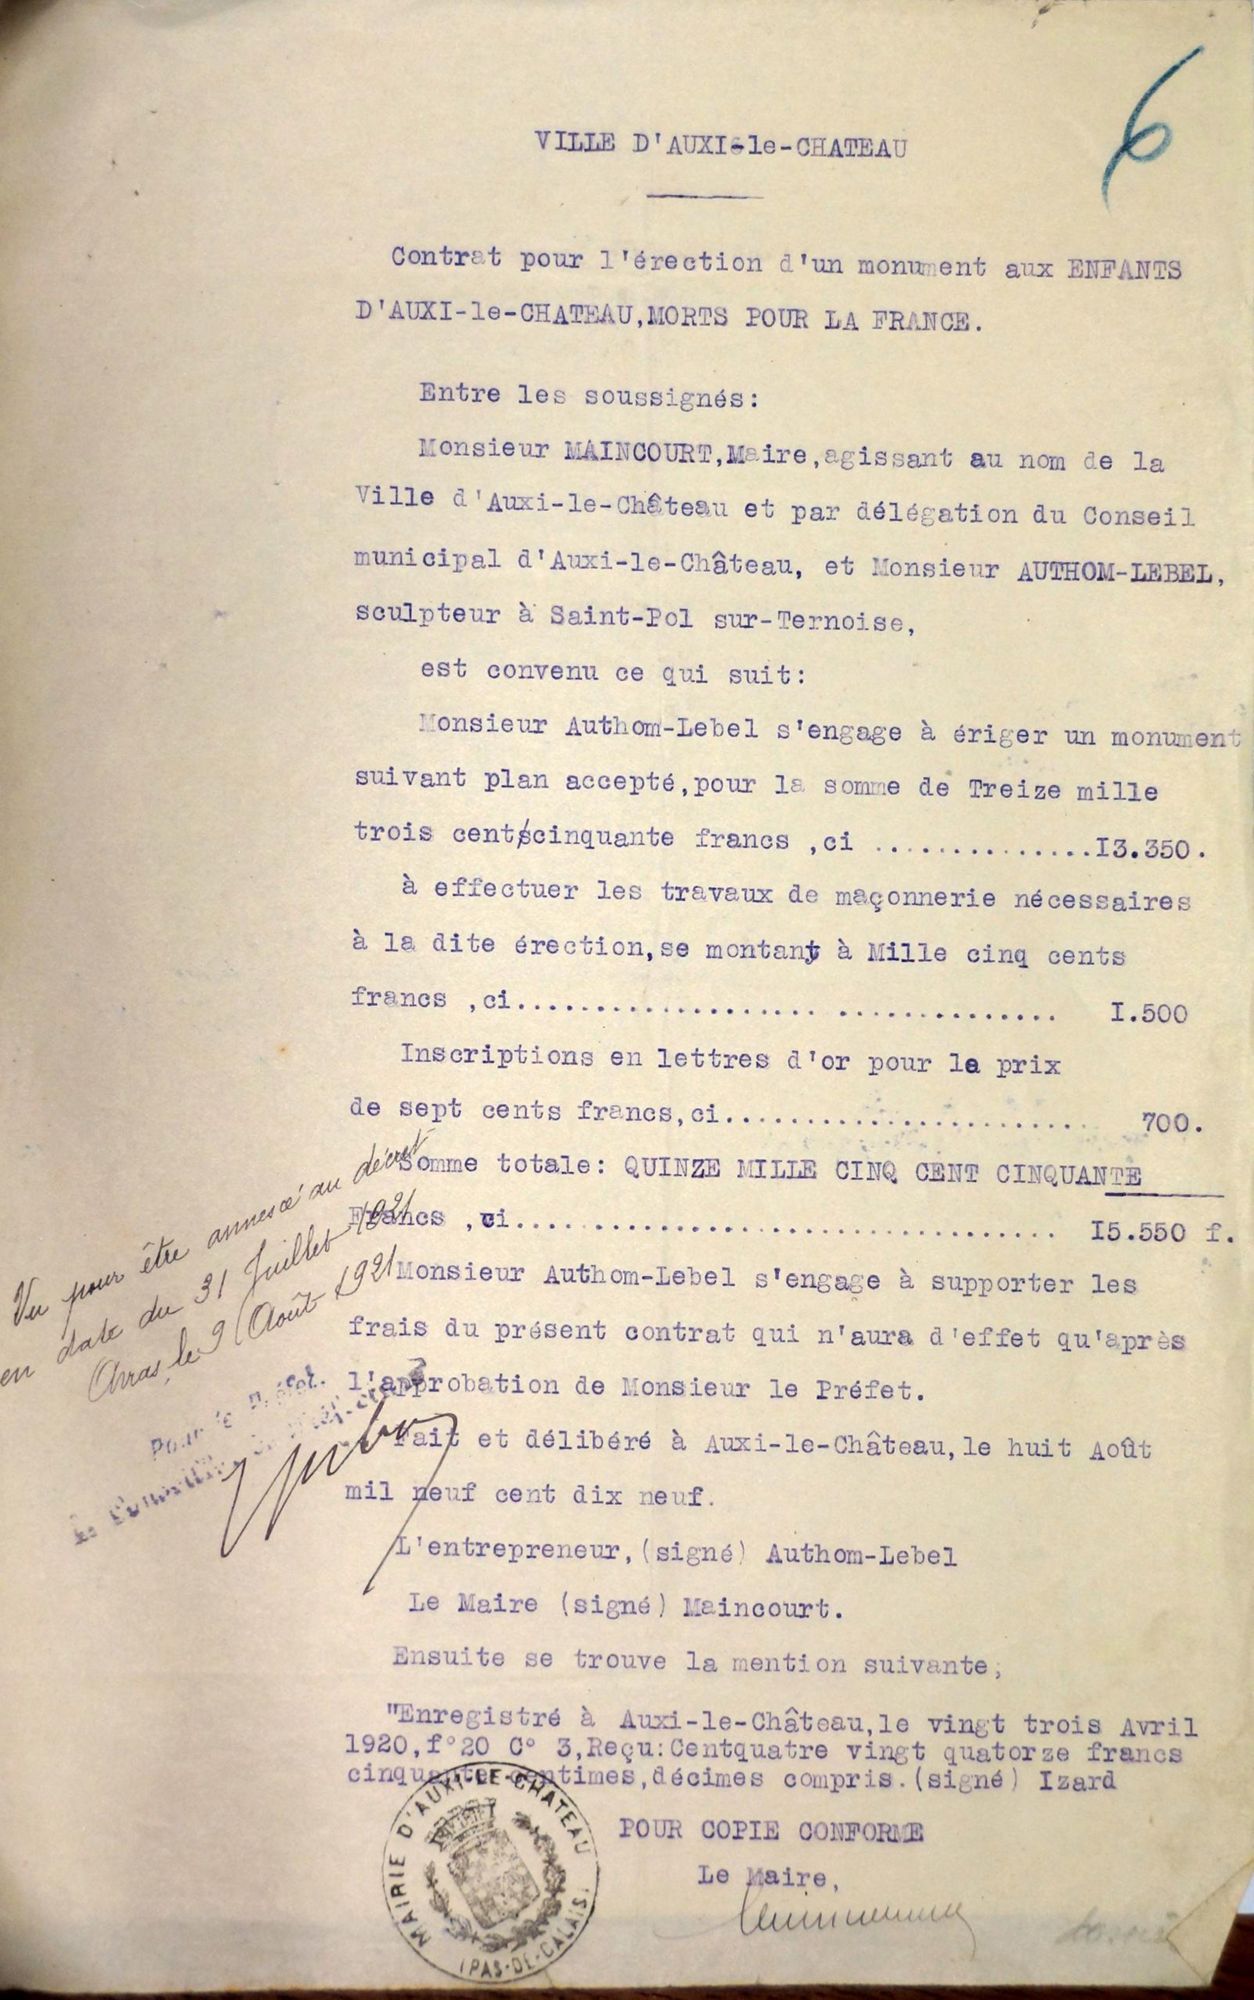 6
VILLE D'AUXI-le-CHATEAU
Contrat pour l'érection d'un monument aux ENFANTS
D'AUXI-le-CHATEAU,MORTS POUR LA FRANCE.
Entre les soussignés:
Monsieur MAINCOURT,Maire,agissant au nom de la
Ville d'Auxi-le-Château et par délégation du Conseil
municipal d'Auxi-le-Château, et Monsieur AUTHOM-LEBEL,
sculpteur à Saint-Pol sur-Ternoise,
est convenu ce qui suit:
Monsieur Authom-Lebel s'engage à ériger un monument
suivant plan accepté,pour la somme de Treize mille
trois cent cinquante francs ,ci ..............I3.350.
à effectuer les travaux de maçonnerie nécessaires
à la dite érection,se montant à Mille cinq cents
francs ,ci................... .............. I.500
Inscriptions en lettres d'or pour le prix
de sept cents francs,ci....................... 700.
Somme totale: QUINZE MILLE CINQ CENT CINQUANTE
Francs ,ci................................... I5.550 f.
Monsieur Authom-Lebel s'engage à supporter les
frais du présent contrat qui n'aura d'effet qu'après
l'approbation de Monsieur le Préfet.
Fait et délibéré à Auxi-le-Château,le huit Août
mil neuf cent dix neuf.
L'entrepreneur,(signé) Authom-Lebel
Le Maire (signé) Maincourt.
Ensuite se trouve la mention suivante;
"Enregistré à Auxi-le-Château,le vingt trois Avril
1920,f°20 C° 3,Reçu:Centquatre vingt quatorze francs
cinquante centimes,décimes compris.(signé) Izard
POUR COPIE CONFORME
Le Maire,
Vu pour être annexé au décret
en date du 31 Juillet 1921
Arras, le 9 Août 1921
Pour le Préfet.
MAIRIE D'AUXI-LE-CHATEAU
(PAS-DE-CALAIS)